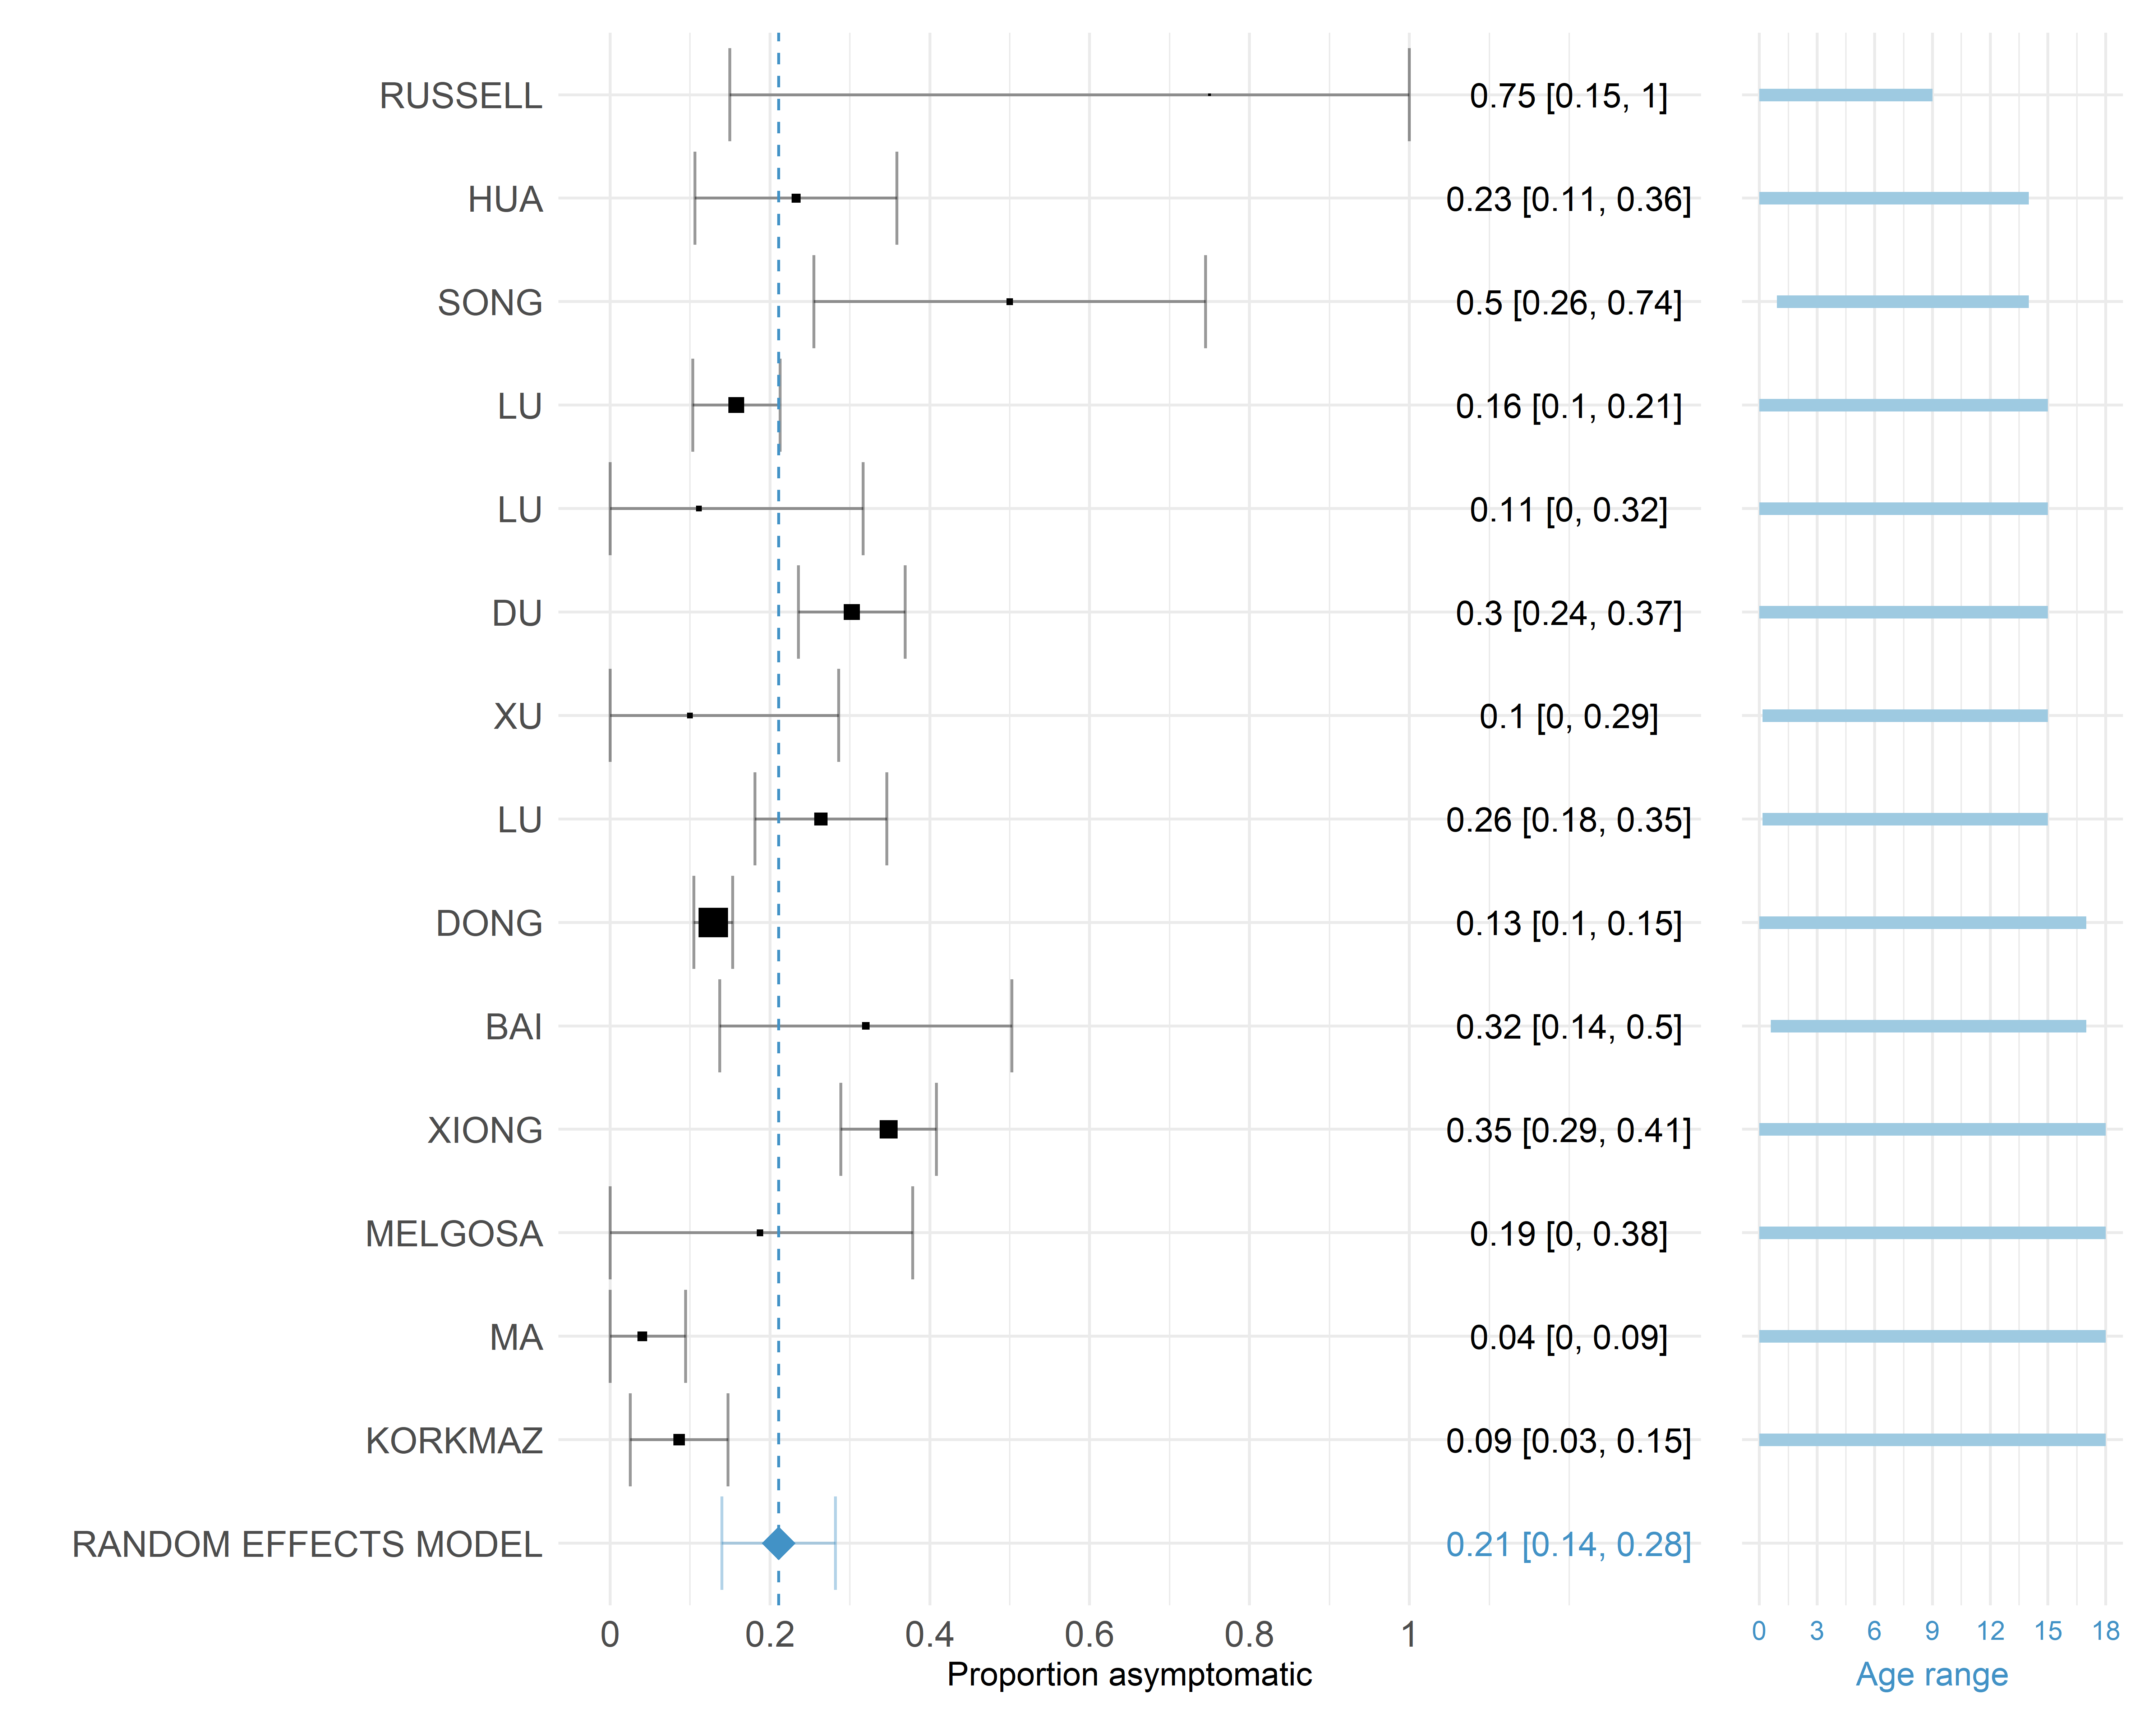 RUSSELL 0.75 [0.15, 1]
HUA 0.23 [0.11, 0.36]
SONG 0.5 [0.26, 0.74]
LU 0.16 [0.1, 0.21]
LU 0.11 [0, 0.32]
DU 0.3 [0.24, 0.37]
XU 0.1 [0, 0.29]
LU 0.26 [0.18, 0.35]
DONG 0.13 [0.1, 0.15]
BAI 0.32 [0.14, 0.5]
XIONG 0.35 [0.29, 0.41]
MELGOSA 0.19 [0, 0.38]
MA 0.04 [0, 0.09]
KORKMAZ 0.09 [0.03, 0.15]
RANDOM EFFECTS MODEL 0.21 [0.14, 0.28]
0 0.2 0.4 0.6 0.8 1 0 3 6 9 12 15 18
Proportion asymptomatic Age range